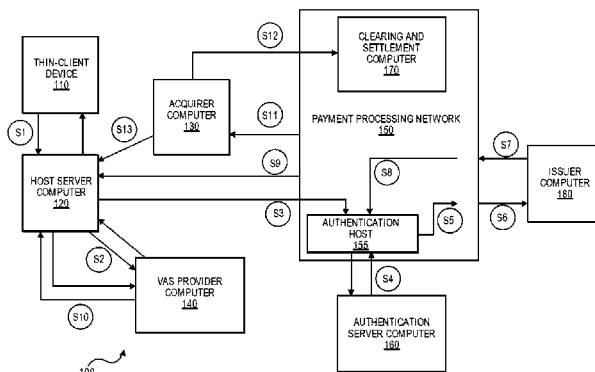 S12
CLEARING AND
SETTLEMENT
COMPUTER
170
THIN-CLIENT
DEVICE
110
ACQUIRER
COMPUTER
130
S1
S13
S11
PAYMENT PROCESSING NETWORK
150
S7
S9
S8
HOST SERVER
COMPUTER
120
ISSUER
COMPUTER
180
S3
S5
S6
AUTHENTICATION
HOST
155
S2
S4
VAS PROVIDER
COMPUTER
140
S10
AUTHENTICATION
SERVER COMPUTER
160